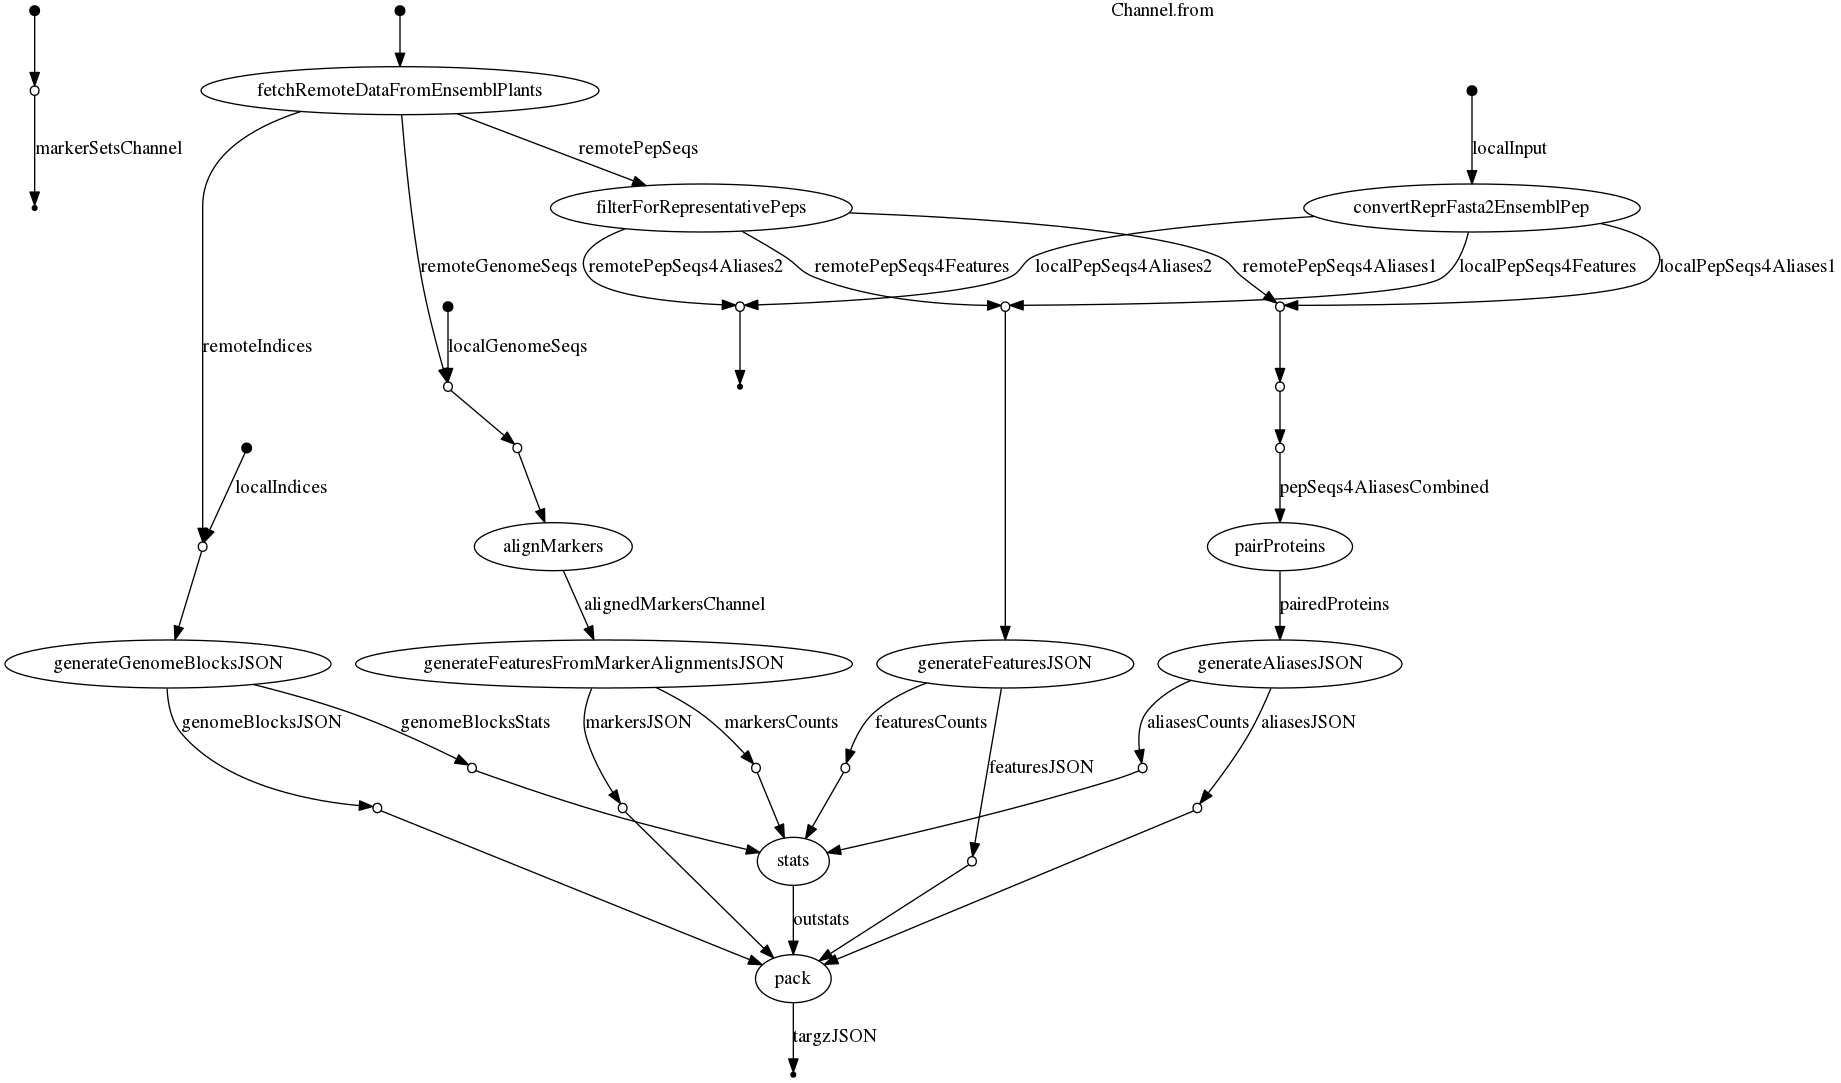 Channel.from
fetchRemoteDataFromEnsemblPlants
markerSetsChannel
remotePepSeqs
localInput
filterForRepresentativePeps
convertReprFasta2EnsemblPep
remoteGenomeSeqs
remotePepSeqs4Aliases2
remotePepSeqs4Features
localPepSeqs4Aliases2
remotePepSeqs4Aliases1
localPepSeqs4Features
localPepSeqs4Aliases1
remoteIndices
localGenomeSeqs
localIndices
pepSeqs4AliasesCombined
alignMarkers
pairProteins
alignedMarkersChannel
pairedProteins
generateGenomeBlocksJSON
generateFeaturesFromMarkerAlignmentsJSON
generateFeaturesJSON
generateAliasesJSON
genomeBlocksJSON
genomeBlocksStats
markersJSON
markersCounts
featuresCounts
aliasesCounts
aliasesJSON
featuresJSON
stats
outstats
pack
targzJSON